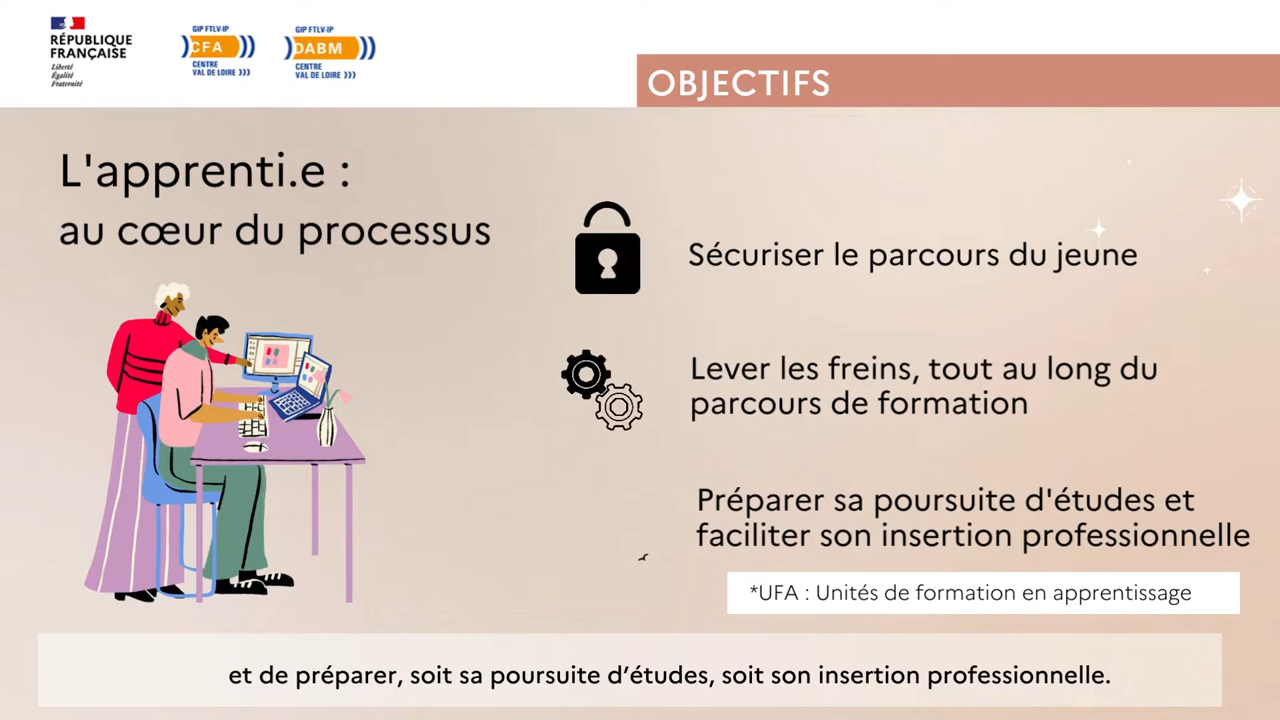 RÉPUBLIQUE
FRANÇAISE
Liberté
Égalité
Fraternité
GIP FTLV-IP
CFA
CENTRE
VAL DE LOIRE )))
GIP FTLV-IP
DABM
CENTRE
VAL DE LOIRE )))
OBJECTIFS
L'apprenti.e :
au cœur du processus
Sécuriser le parcours du jeune
Lever les freins, tout au long du
parcours de formation
Préparer sa poursuite d'études et
faciliter son insertion professionnelle
*UFA : Unités de formation en apprentissage
et de préparer, soit sa poursuite d’études, soit son insertion professionnelle.